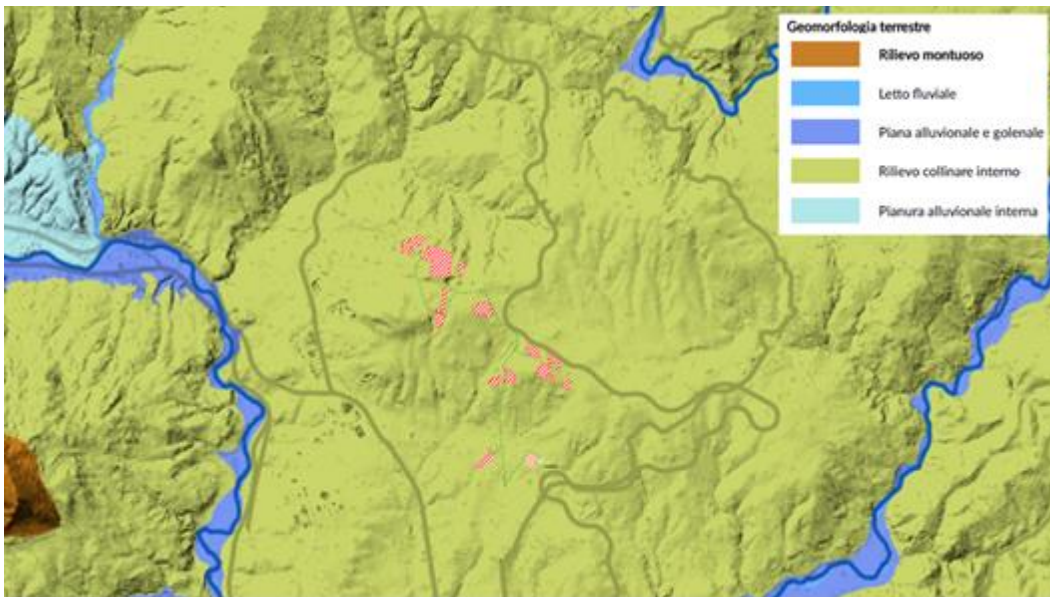 Geomorfologia terrestre
Rilievo montuoso
Letto fluviale
Piana alluvionale e golenale
Rilievo collinare interno
Pianura alluvionale interna